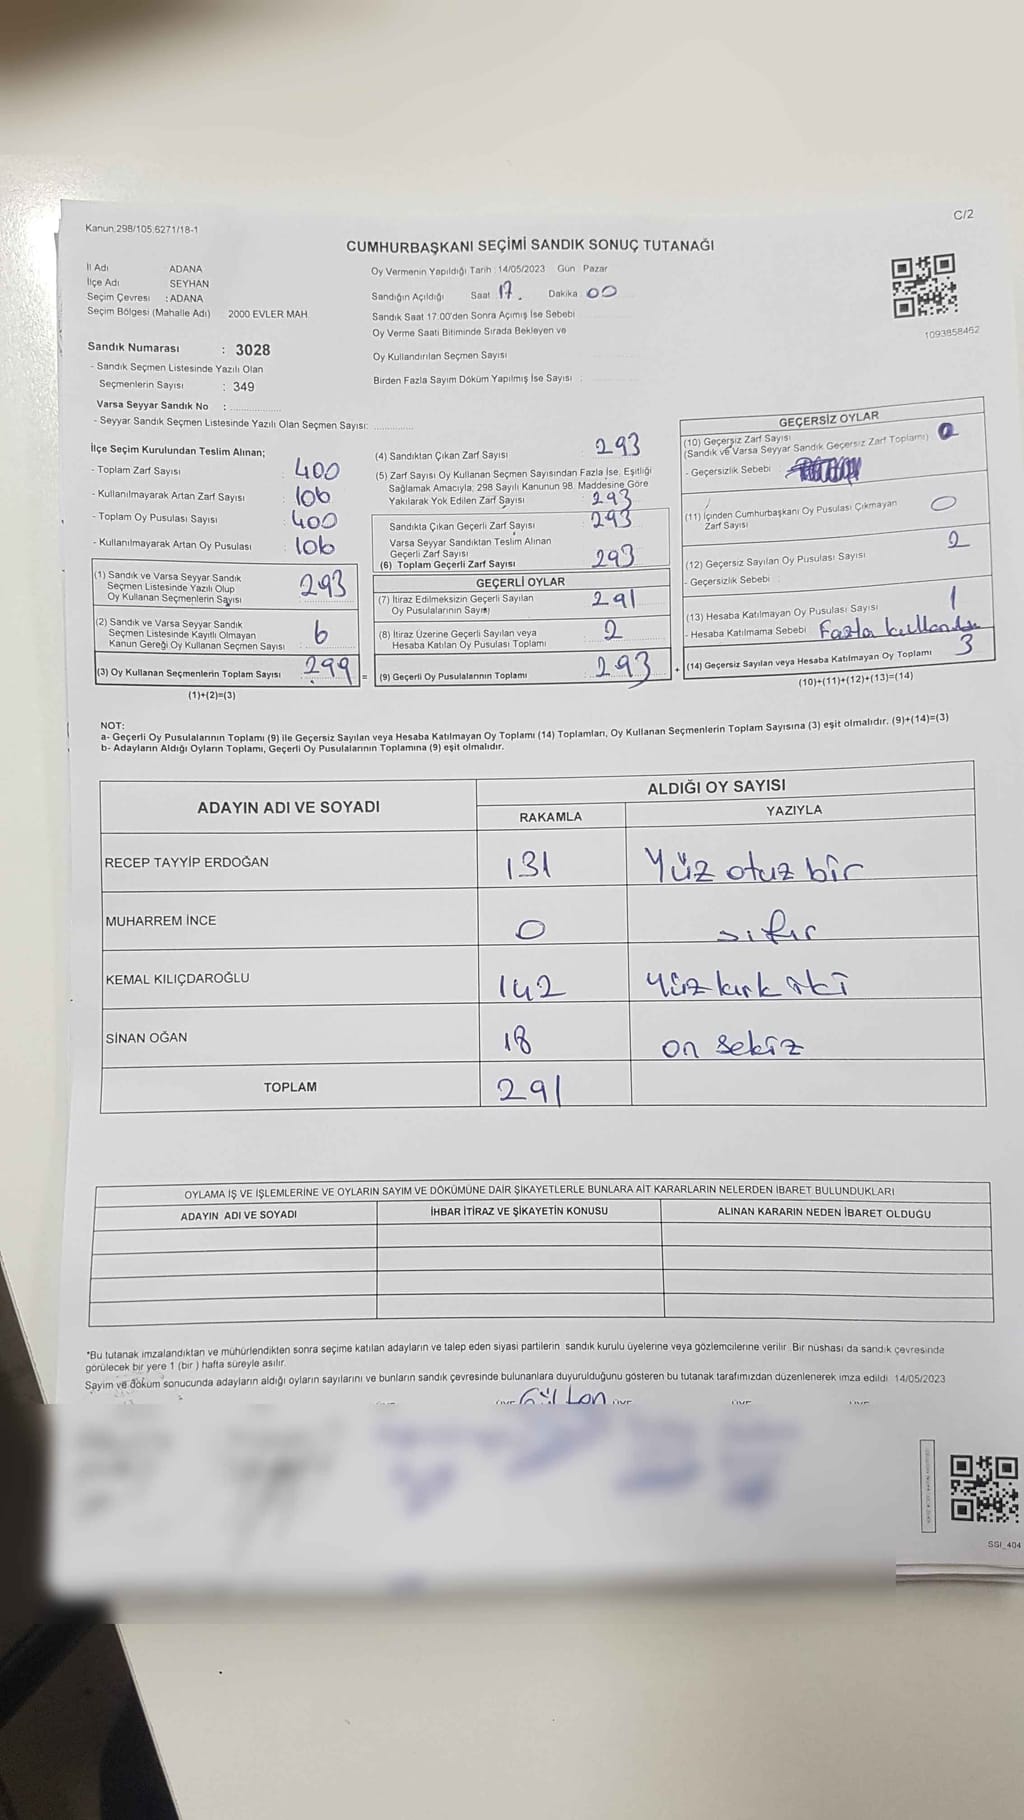 C/2
Kanun 298/105,6271/18-1
CUMHURBAŞKANI SEÇİMİ SANDIK SONUÇ TUTANAĞI
İl Adı ADANA
İlçe Adı SEYHAN
Seçim Çevresi : ADANA
Seçim Bölgesi (Mahalle Adı) 2000 EVLER MAH.
Sandık Numarası : 3028
- Sandık Seçmen Listesinde Yazılı Olan
Seçmenlerin Sayısı : 349
Varsa Seyyar Sandık No :
- Seyyar Sandık Seçmen Listesinde Yazılı Olan Seçmen Sayısı:
Oy Vermenin Yapıldığı Tarih : 14/05/2023 Gün : Pazar
Sandığın Açıldığı Saat 17. Dakika 00
Sandık Saat 17.00'den Sonra Açımış İse Sebebi
Oy Verme Saati Bitiminde Sırada Bekleyen ve
Oy Kullandırılan Seçmen Sayısı
Birden Fazla Sayım Döküm Yapılmış İse Sayısı :
1093858462
İlçe Seçim Kurulundan Teslim Alınan;
- Toplam Zarf Sayısı : 400
- Kullanılmayarak Artan Zarf Sayısı : 106
- Toplam Oy Pusulası Sayısı : 400
- Kullanılmayarak Artan Oy Pusulası : 106
(1) Sandık ve Varsa Seyyar Sandık
Seçmen Listesinde Yazılı Olup
Oy Kullanan Seçmenlerin Sayısı 293
(2) Sandık ve Varsa Seyyar Sandık
Seçmen Listesinde Kayıtlı Olmayan
Kanun Gereği Oy Kullanan Seçmen Sayısı 6
(3) Oy Kullanan Seçmenlerin Toplam Sayısı 299 =
(1)+(2)=(3)
(4) Sandıktan Çıkan Zarf Sayısı : 293
(5) Zarf Sayısı Oy Kullanan Seçmen Sayısından Fazla İse, Eşitliği
Sağlamak Amacıyla, 298 Sayılı Kanunun 98. Maddesine Göre
Yakılarak Yok Edilen Zarf Sayısı : 293
Sandıkta Çıkan Geçerli Zarf Sayısı 293
Varsa Seyyar Sandıktan Teslim Alınan
Geçerli Zarf Sayısı
(6) Toplam Geçerli Zarf Sayısı 293
GEÇERLİ OYLAR
(7) İtiraz Edilmeksizin Geçerli Sayılan
Oy Pusulalarının Sayısı 291
(8) İtiraz Üzerine Geçerli Sayılan veya
Hesaba Katılan Oy Pusulası Toplamı 2
(9) Geçerli Oy Pusulalarının Toplamı 293 +
GEÇERSİZ OYLAR
(10) Geçersiz Zarf Sayısı
(Sandık ve Varsa Seyyar Sandık Geçersiz Zarf Toplamı)
- Geçersizlik Sebebi :
(11) İçinden Cumhurbaşkanı Oy Pusulası Çıkmayan
Zarf Sayısı 0
(12) Geçersiz Sayılan Oy Pusulası Sayısı 2
- Geçersizlik Sebebi :
(13) Hesaba Katılmayan Oy Pusulası Sayısı 1
- Hesaba Katılmama Sebebi : Fazla kullanılan
(14) Geçersiz Sayılan veya Hesaba Katılmayan Oy Toplamı 3
(10)+(11)+(12)+(13)=(14)
NOT:
a- Geçerli Oy Pusulalarının Toplamı (9) ile Geçersiz Sayılan veya Hesaba Katılmayan Oy Toplamı (14) Toplamları, Oy Kullanan Seçmenlerin Toplam Sayısına (3) eşit olmalıdır. (9)+(14)=(3)
b- Adayların Aldığı Oyların Toplamı, Geçerli Oy Pusulalarının Toplamına (9) eşit olmalıdır.
ADAYIN ADI VE SOYADI ALDIĞI OY SAYISI
RAKAMLA YAZIYLA
RECEP TAYYİP ERDOĞAN 131 Yüz otuz bir
MUHARREM İNCE 0 sıfır
KEMAL KILIÇDAROĞLU 142 Yüz kırk iki
SİNAN OĞAN 18 on sekiz
TOPLAM 291
OYLAMA İŞ VE İŞLEMLERİNE VE OYLARIN SAYIM VE DÖKÜMÜNE DAİR ŞİKAYETLERLE BUNLARA AİT KARARLARIN NELERDEN İBARET BULUNDUKLARI
ADAYIN ADI VE SOYADI İHBAR İTİRAZ VE ŞİKAYETİN KONUSU ALINAN KARARIN NEDEN İBARET OLDUĞU
*Bu tutanak imzalandıktan ve mühürlendikten sonra seçime katılan adayların ve talep eden siyasi partilerin sandık kurulu üyelerine veya gözlemcilerine verilir. Bir nüshası da sandık çevresinde
görülecek bir yere 1 (bir ) hafta süreyle asılır.
Sayım ve döküm sonucunda adayların aldığı oyların sayılarını ve bunların sandık çevresinde bulunanlara duyurulduğunu gösteren bu tutanak tarafımızdan düzenlenerek imza edildi. 14/05/2023
SSI_404